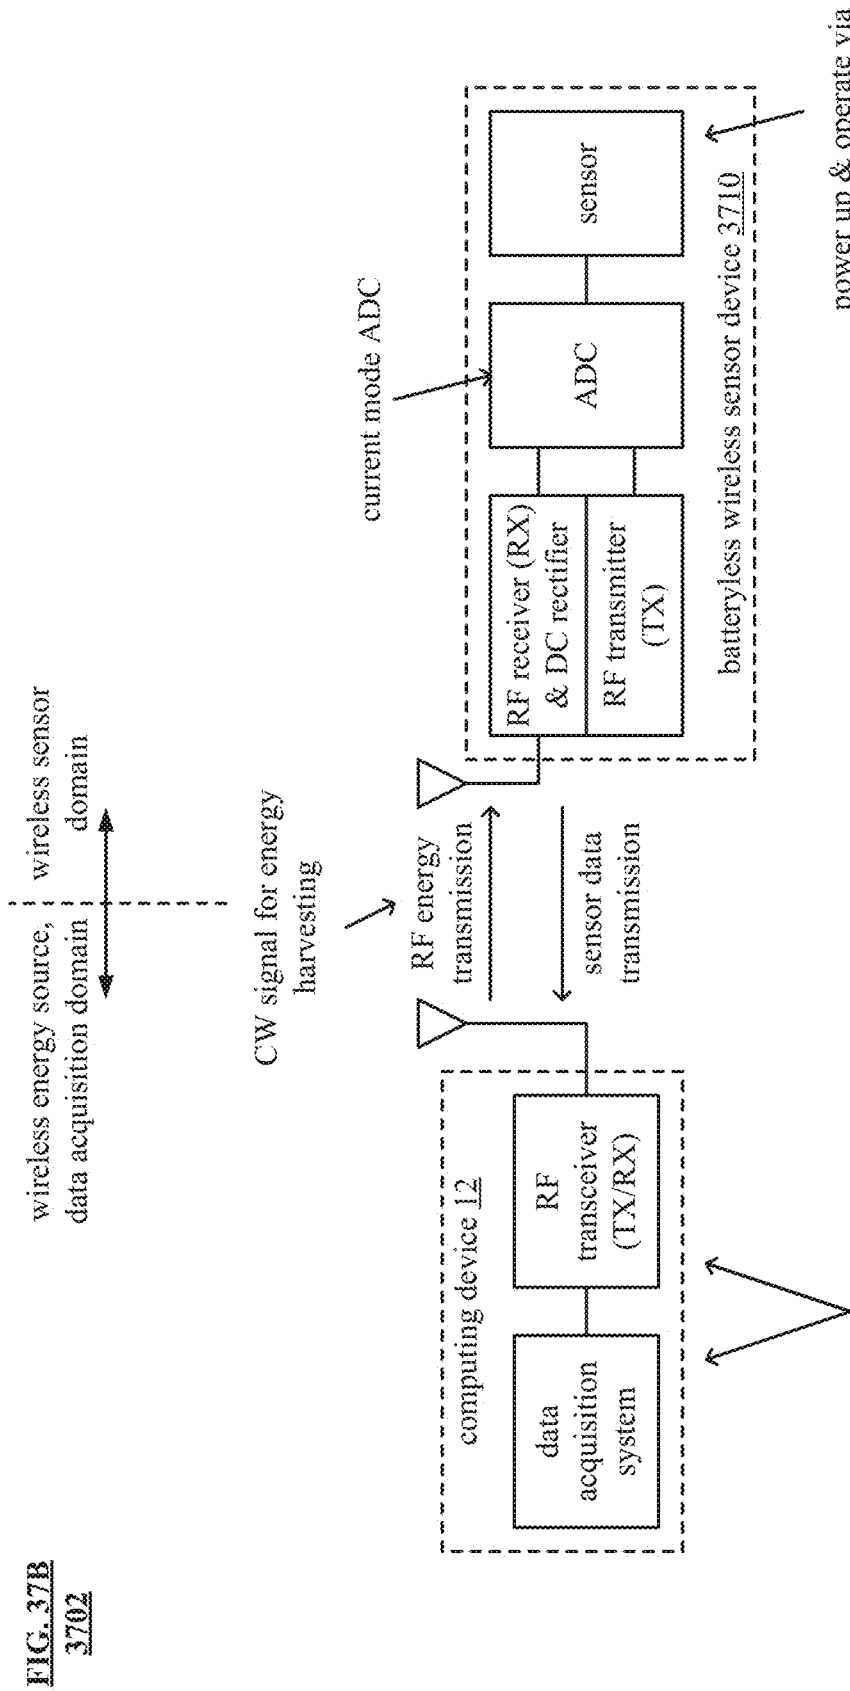 FIG. 37B
3702
wireless energy source,
data acquisition domain
wireless sensor
domain
CW signal for energy
harvesting
current mode ADC
RF energy
transmission
sensor data
transmission
computing device 12
data
acquisition
system
RF
transceiver
(TX/RX)
RF receiver (RX)
& DC rectifier
RF transmitter
(TX)
ADC
sensor
batteryless wireless sensor device 3710
power up & operate via